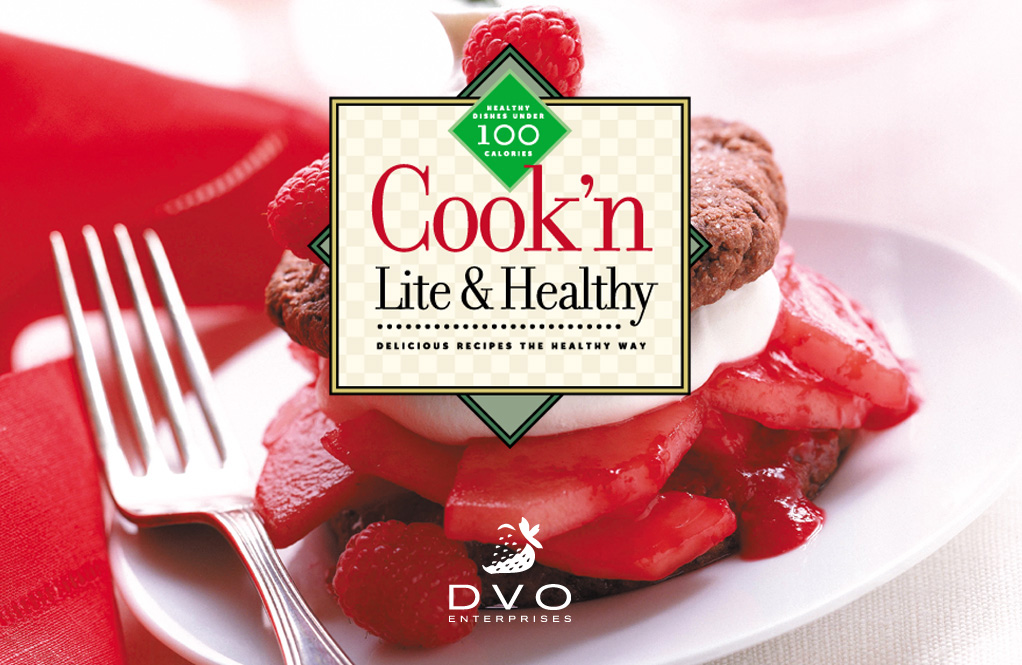 HEALTHY
DISHES UNDER
100
CALORIES
Cook'n
Lite & Healthy
DELICIOUS RECIPES THE HEALTHY WAY
DVO
ENTERPRISES